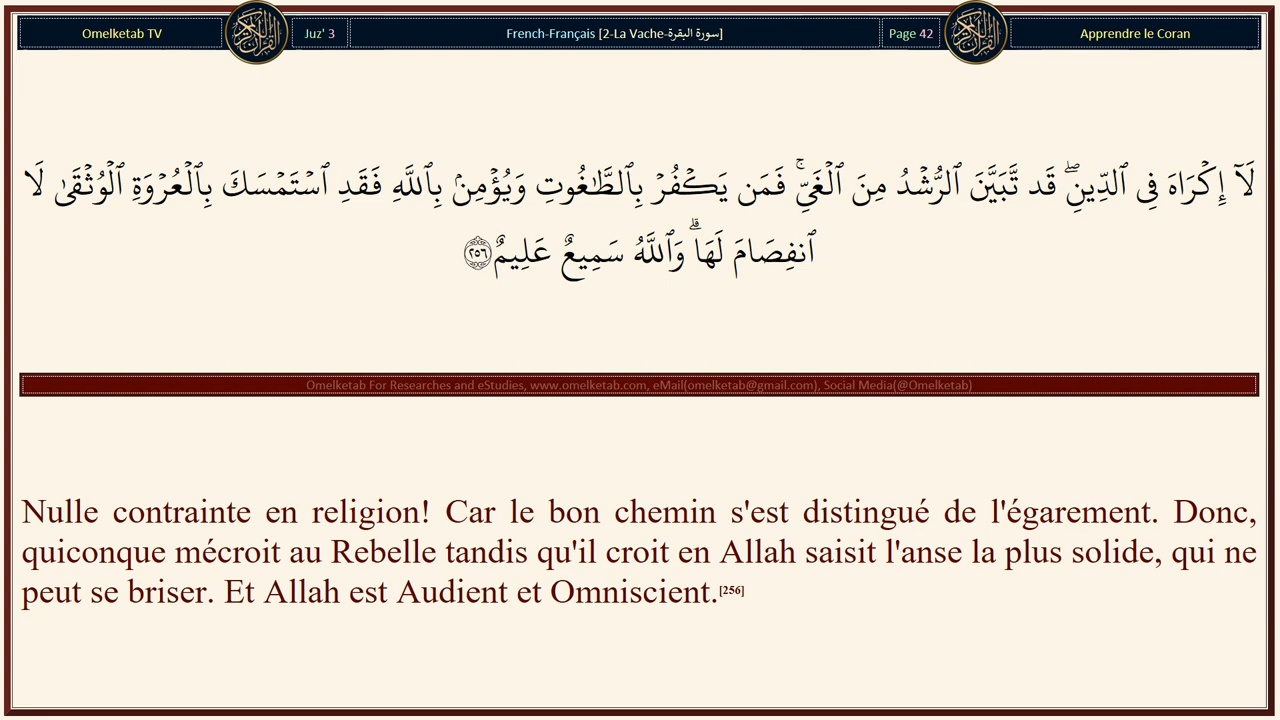 Omelketab TV
Juz' 3
French-Français [2-La Vache-سورة البقرة]
Page 42
Apprendre le Coran
لَآ إِكْرَاهَ فِى ٱلدِّينِ ۖ قَد تَّبَيَّنَ ٱلرُّشْدُ مِنَ ٱلْغَىِّ ۚ فَمَن يَكْفُرْ بِٱلطَّـٰغُوتِ وَيُؤْمِنۢ بِٱللَّهِ فَقَدِ ٱسْتَمْسَكَ بِٱلْعُرْوَةِ ٱلْوُثْقَىٰ لَا
ٱنفِصَامَ لَهَا ۗ وَٱللَّهُ سَمِيعٌ عَلِيمٌ ٢٥٦
Omelketab For Researches and eStudies, www.omelketab.com, eMail(omelketab@gmail.com), Social Media(@Omelketab)
Nulle contrainte en religion! Car le bon chemin s'est distingué de l'égarement. Donc,
quiconque mécroit au Rebelle tandis qu'il croit en Allah saisit l'anse la plus solide, qui ne
peut se briser. Et Allah est Audient et Omniscient.[256]